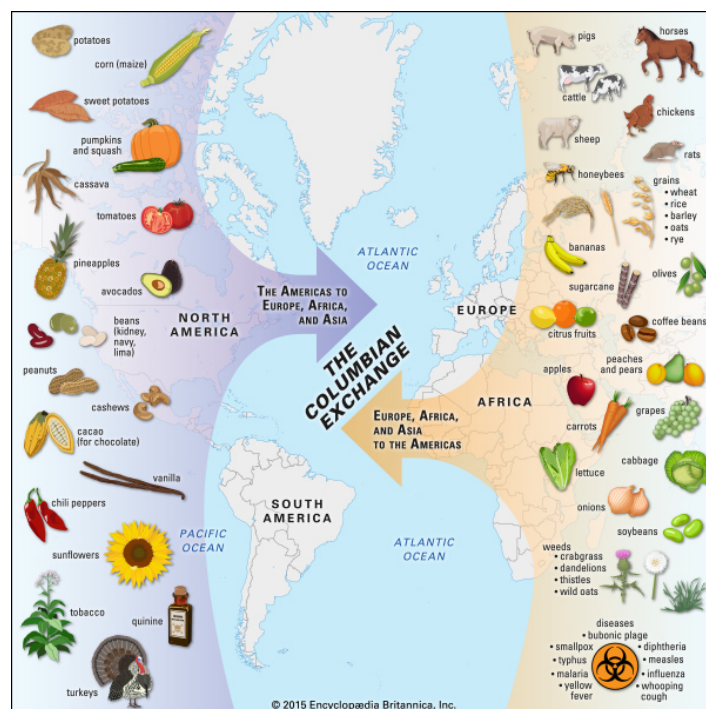 potatoes
corn (maize)
sweet potatoes
pumpkins
and squash
cassava
tomatoes
pineapples
avocados
beans
(kidney,
navy,
lima)
peanuts
cashews
cacao
(for chocolate)
vanilla
chili peppers
sunflowers
tobacco
quinine
turkeys
NORTH
AMERICA
THE AMERICAS TO
EUROPE, AFRICA,
AND ASIA
ATLANTIC
OCEAN
THE
COLUMBIAN
EXCHANGE
EUROPE
AFRICA
EUROPE, AFRICA,
AND ASIA
TO THE AMERICAS
SOUTH
AMERICA
PACIFIC
OCEAN
ATLANTIC
OCEAN
pigs
horses
cattle
chickens
sheep
rats
honeybees
grains
• wheat
• rice
• barley
• oats
• rye
bananas
sugarcane
olives
citrus fruits
coffee beans
peaches
and pears
apples
carrots
grapes
lettuce
cabbage
onions
soybeans
weeds
• crabgrass
• dandelions
• thistles
• wild oats
diseases
• bubonic plage
• smallpox
• typhus
• malaria
• yellow
fever
• diphtheria
• measles
• influenza
• whooping
cough
© 2015 Encyclopædia Britannica, Inc.